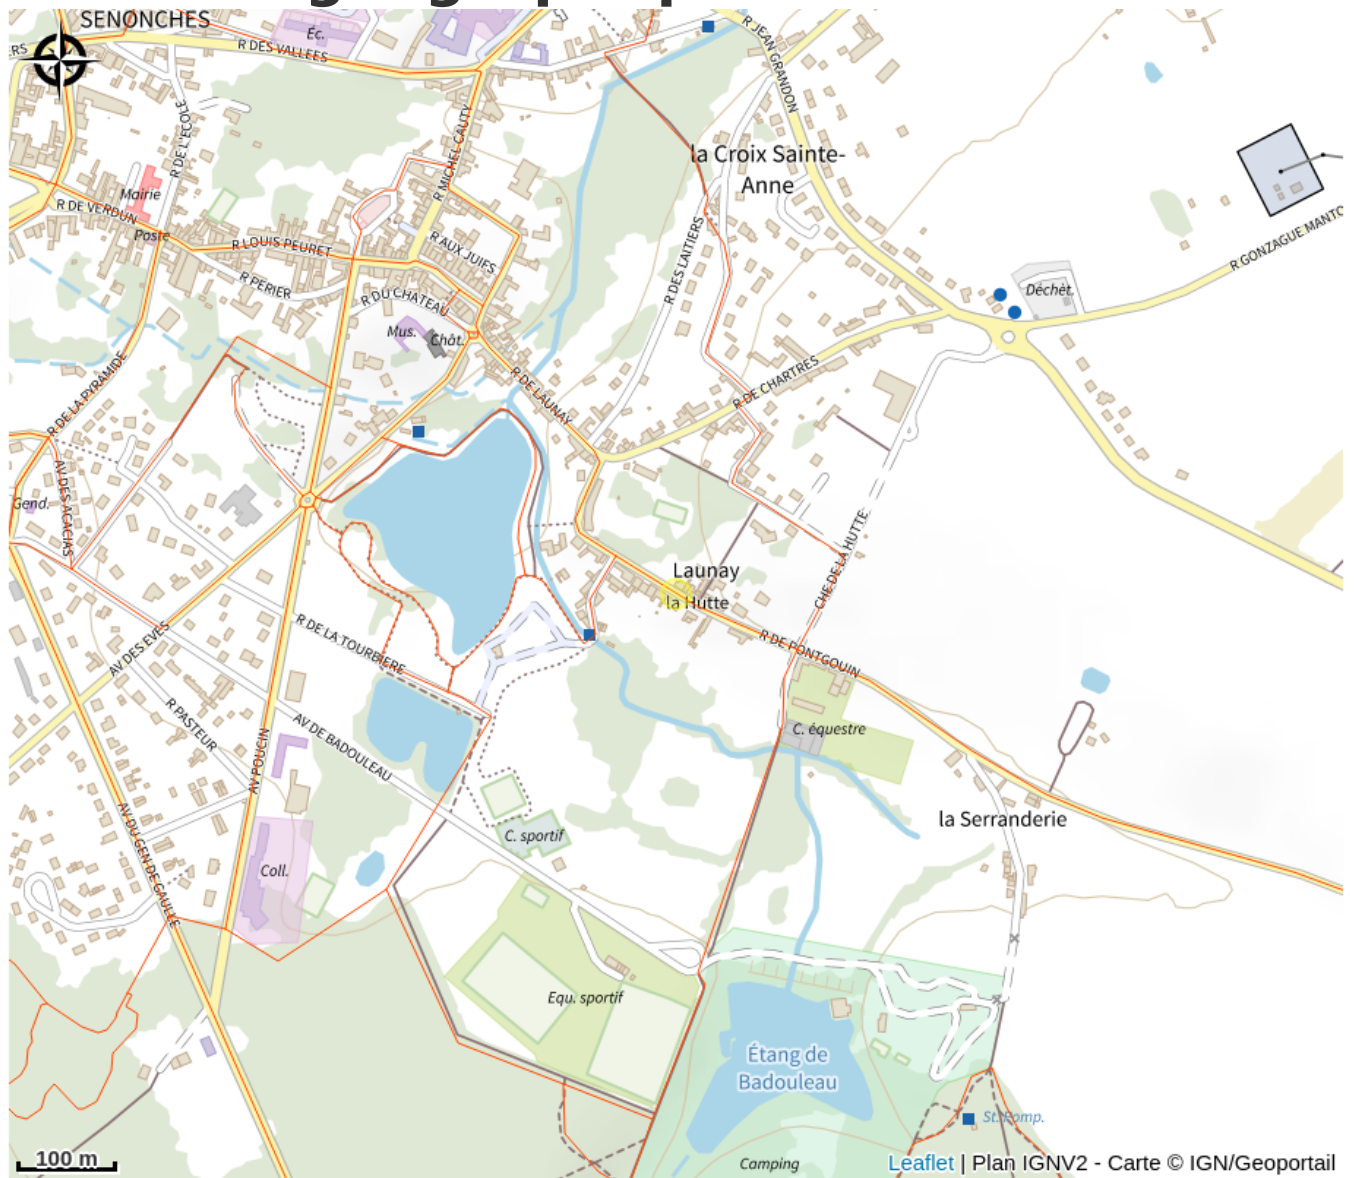 SENONCHES
Éc.
R DES VALLEES
ERS
R JEAN GRANDON
R DE L'ECOLE
R MICHEL CAUTY
la Croix Sainte-
Anne
Mairie
R DE VERDUN
Poste
R LOUIS PEURET
R AUX JUIFS
R GONZAGUE MANTC
R PERIER
R DU CHATEAU
R DES LAITIERS
Déchèt.
Mus.
Chât.
R DE LA PYRAMIDE
R DE LAUNAY
R DE CHARTRES
AV DES ACACIAS
Gend.
CHE DE LA HUTTE
Launay
la Hutte
AV DES EVES
R DE LA TOURBIERE
R DE PONTGOUIN
R PASTEUR
AV DE BADOULEAU
AV POUCIN
C. équestre
AV DU GEN DE GAULLE
C. sportif
la Serranderie
Coll.
Equ. sportif
Étang de
Badouleau
St. Pomp.
Camping
100 m
Leaflet | Plan IGNV2 - Carte © IGN/Geoportail